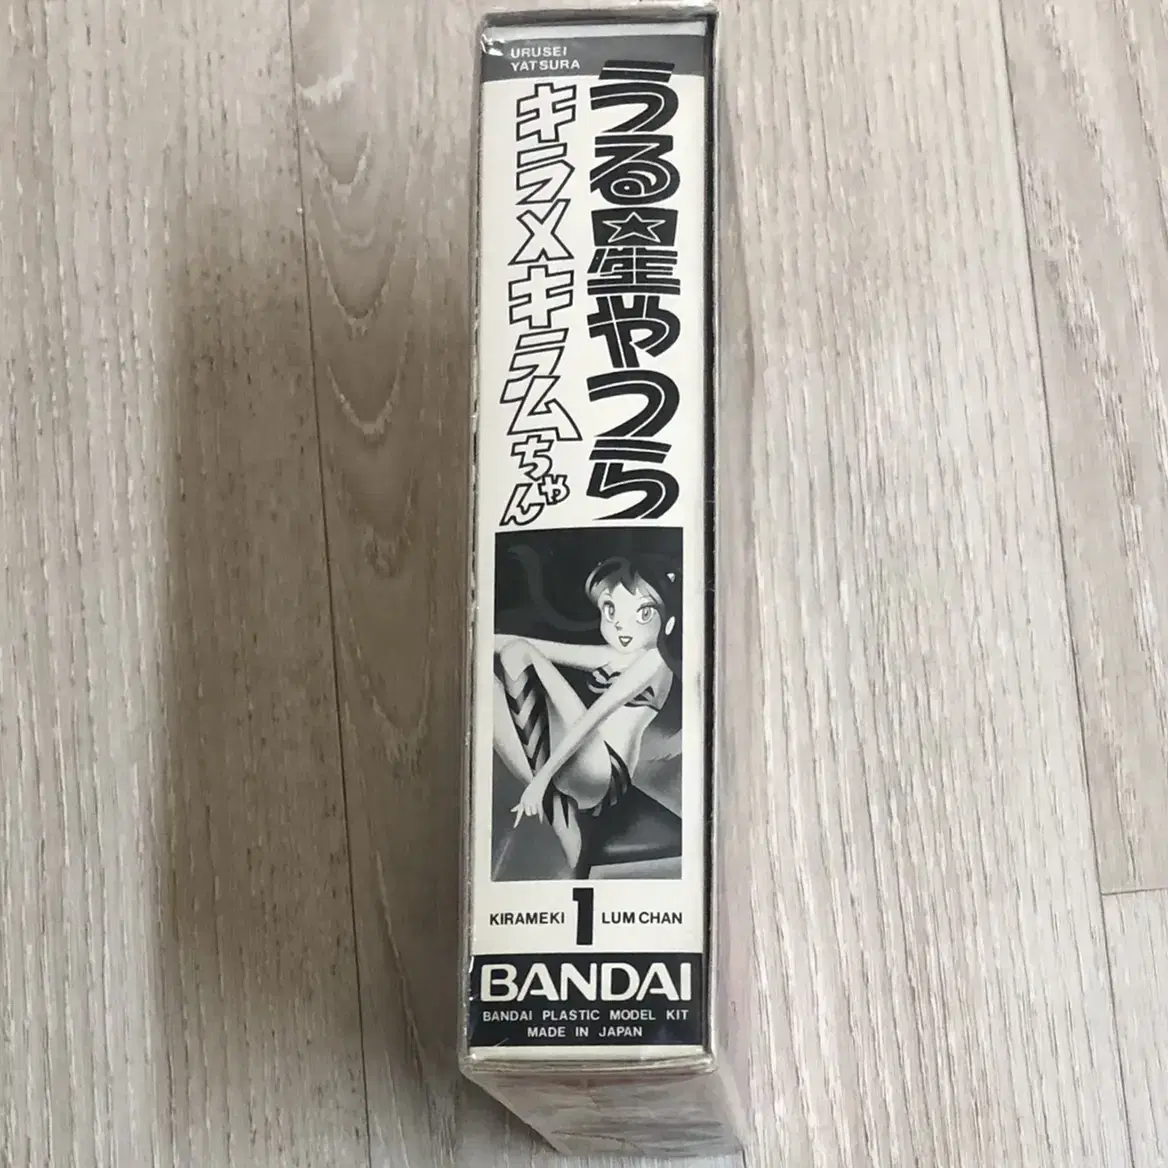 URUSEI
YATSURA
うる星やつら
キラメキラムちゃん
KIRAMEKI 1 LUM CHAN
BANDAI
BANDAI PLASTIC MODEL KIT
MADE IN JAPAN